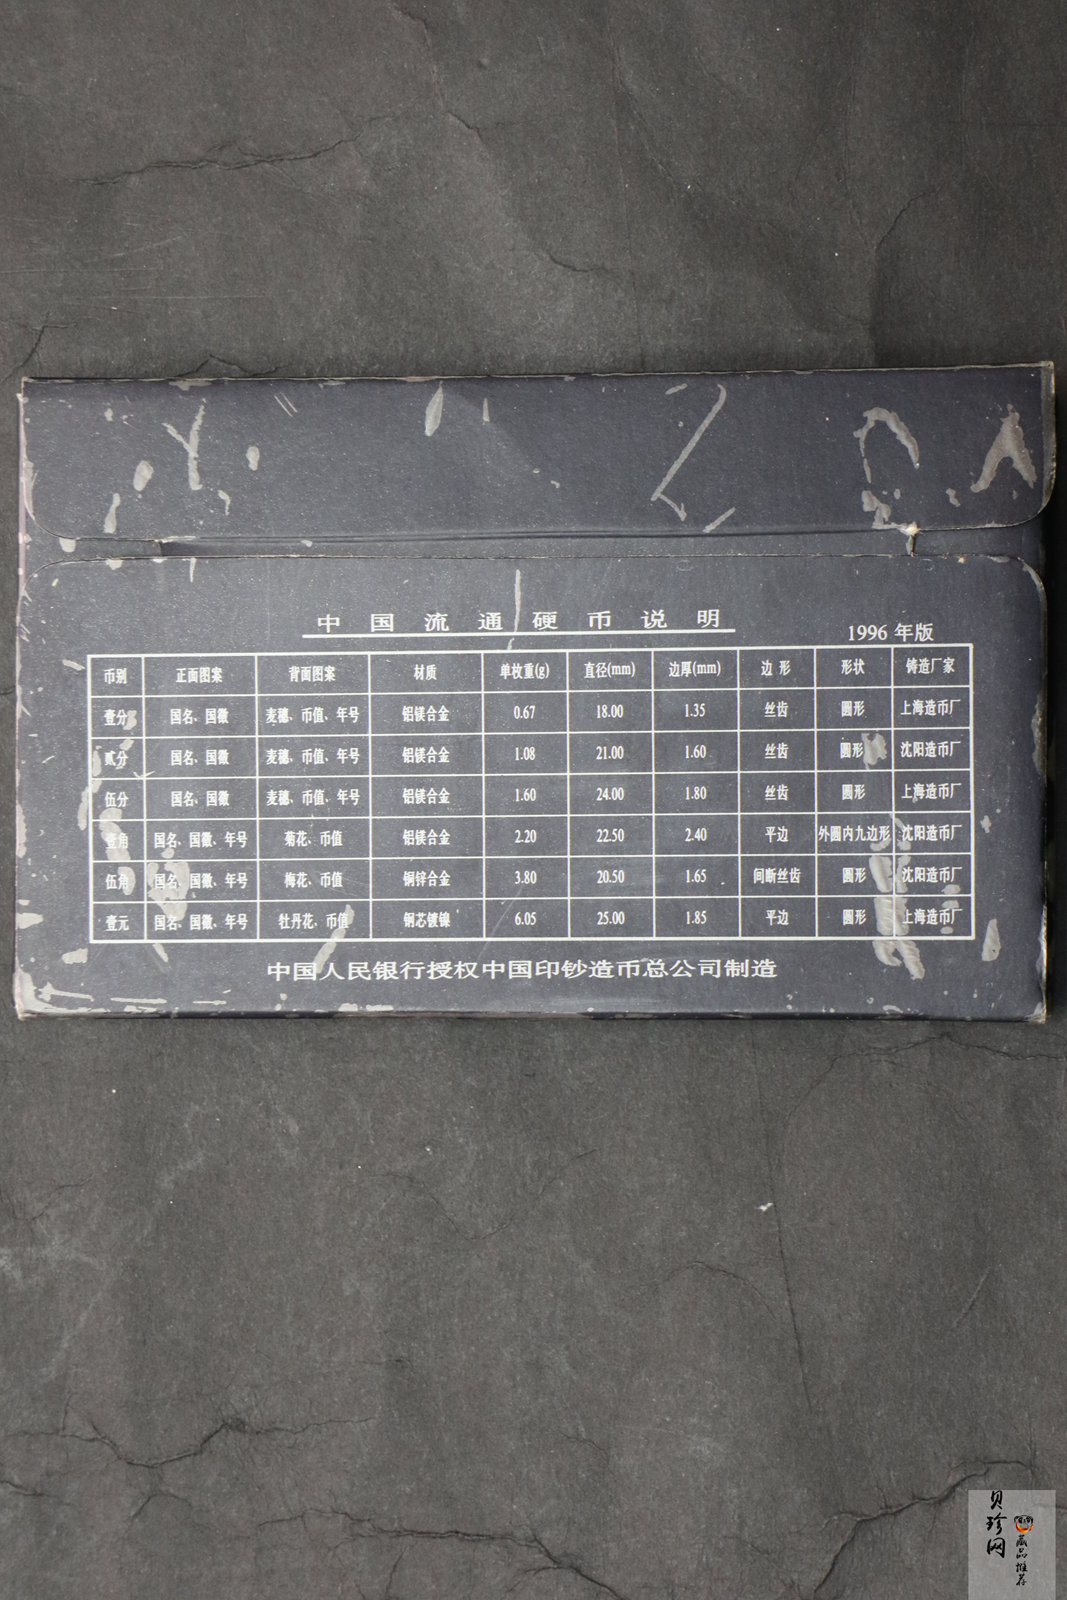 中国流通硬币说明
1996 年版
币别 正面图案 背面图案 材质 单枚重(g) 直径(mm) 边厚(mm) 边 形 形状 铸造厂家
壹分 国名、国徽 麦穗、币值、年号 铝镁合金 0.67 18.00 1.35 丝齿 圆形 上海造币厂
贰分 国名、国徽 麦穗、币值、年号 铝镁合金 1.08 21.00 1.60 丝齿 圆形 沈阳造币厂
伍分 国名、国徽 麦穗、币值、年号 铝镁合金 1.60 24.00 1.80 丝齿 圆形 上海造币厂
壹角 国名、国徽、年号 菊花、币值 铝镁合金 2.20 22.50 2.40 平边 外圆内九边形 沈阳造币厂
伍角 国名、国徽、年号 梅花、币值 铜锌合金 3.80 20.50 1.65 间断丝齿 圆形 沈阳造币厂
壹元 国名、国徽、年号 牡丹花、币值 钢芯镀镍 6.05 25.00 1.85 平边 圆形 上海造币厂
中国人民银行授权中国印钞造币总公司制造
贝珍网
藏品推荐